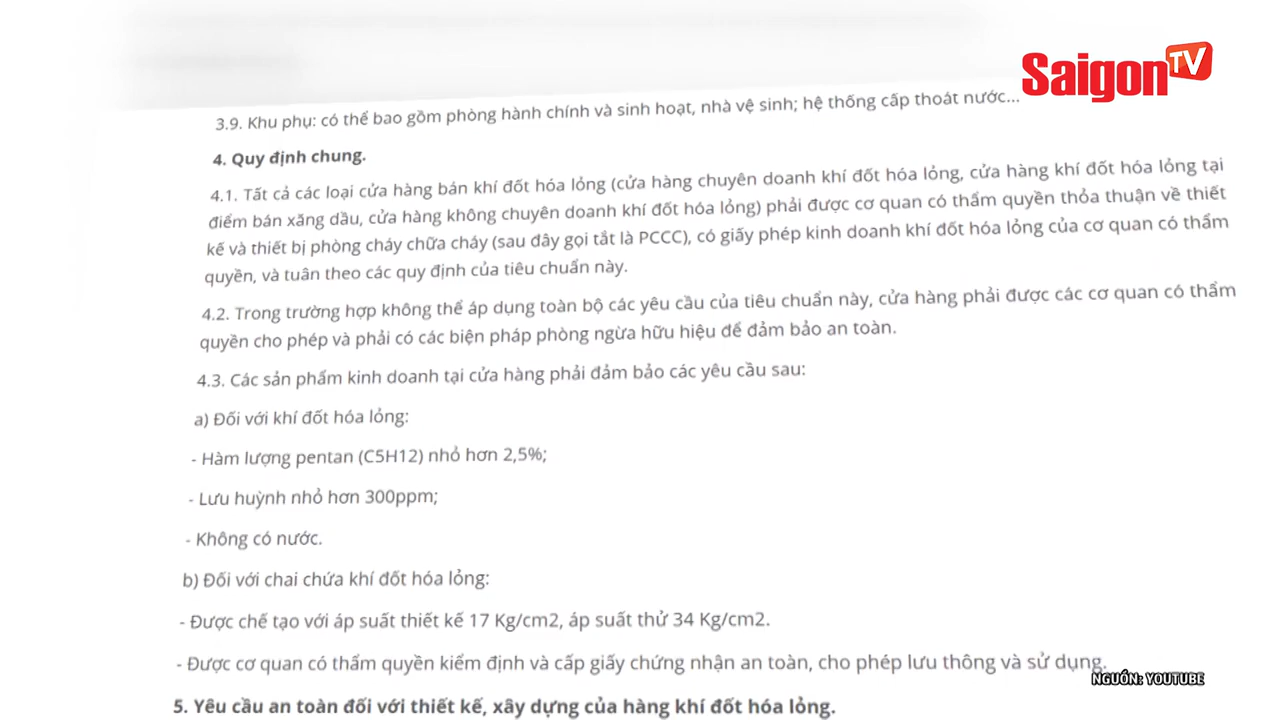 Saigon TV
3.9. Khu phụ: có thể bao gồm phòng hành chính và sinh hoạt, nhà vệ sinh; hệ thống cấp thoát nước...
4. Quy định chung.
4.1. Tất cả các loại cửa hàng bán khí đốt hóa lỏng (cửa hàng chuyên doanh khí đốt hóa lỏng, cửa hàng khí đốt hóa lỏng tại
điểm bán xăng dầu, cửa hàng không chuyên doanh khí đốt hóa lỏng) phải được cơ quan có thẩm quyền thỏa thuận về thiết
kế và thiết bị phòng cháy chữa cháy (sau đây gọi tắt là PCCC), có giấy phép kinh doanh khí đốt hóa lỏng của cơ quan có thẩm
quyền, và tuân theo các quy định của tiêu chuẩn này.
4.2. Trong trường hợp không thể áp dụng toàn bộ các yêu cầu của tiêu chuẩn này, cửa hàng phải được các cơ quan có thẩm
quyền cho phép và phải có các biện pháp phòng ngừa hữu hiệu để đảm bảo an toàn.
4.3. Các sản phẩm kinh doanh tại cửa hàng phải đảm bảo các yêu cầu sau:
a) Đối với khí đốt hóa lỏng:
- Hàm lượng pentan (C5H12) nhỏ hơn 2,5%;
- Lưu huỳnh nhỏ hơn 300ppm;
- Không có nước.
b) Đối với chai chứa khí đốt hóa lỏng:
- Được chế tạo với áp suất thiết kế 17 Kg/cm2, áp suất thử 34 Kg/cm2.
- Được cơ quan có thẩm quyền kiểm định và cấp giấy chứng nhận an toàn, cho phép lưu thông và sử dụng.
NGUỒN: YOUTUBE
5. Yêu cầu an toàn đối với thiết kế, xây dựng của hàng khí đốt hóa lỏng.